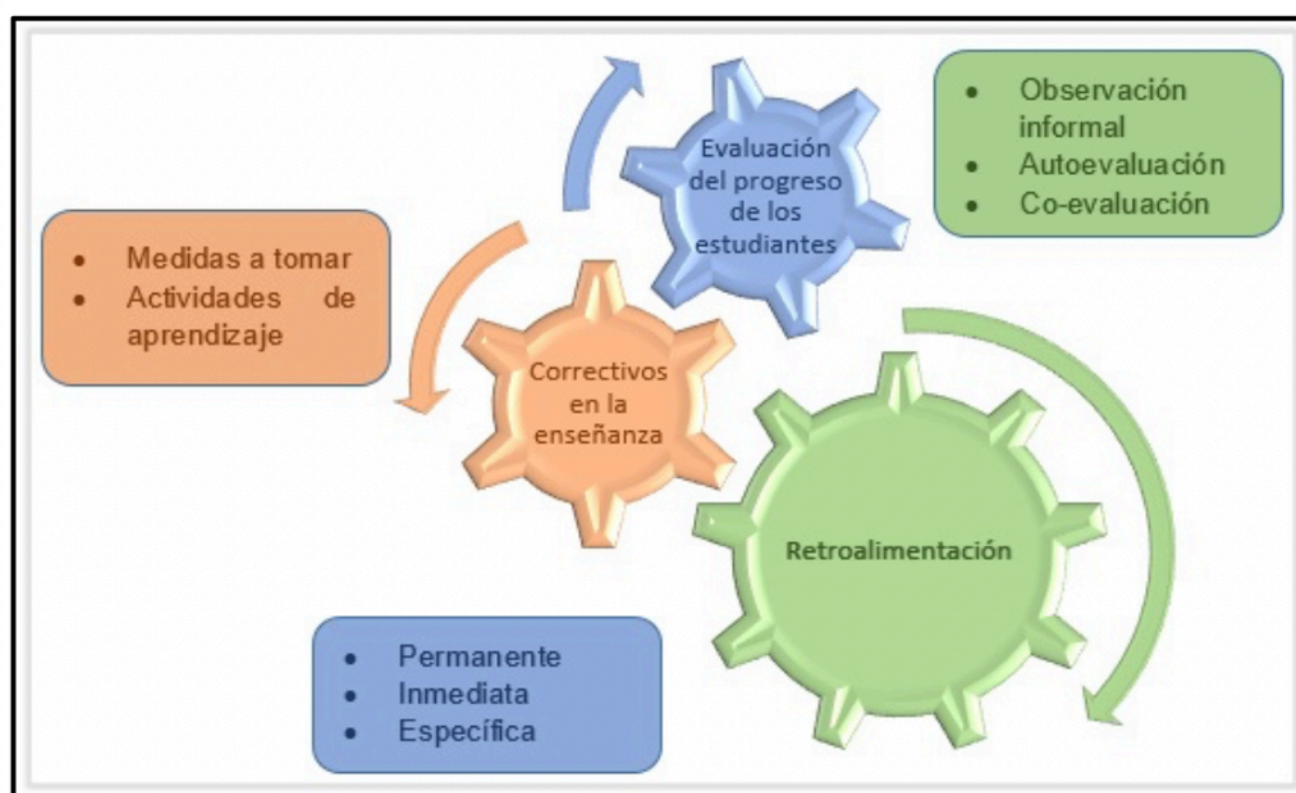 Evaluación
del progreso
de los
estudiantes
• Observación
informal
• Autoevaluación
• Co-evaluación
• Medidas a tomar
• Actividades de
aprendizaje
Correctivos
en la
enseñanza
Retroalimentación
• Permanente
• Inmediata
• Específica